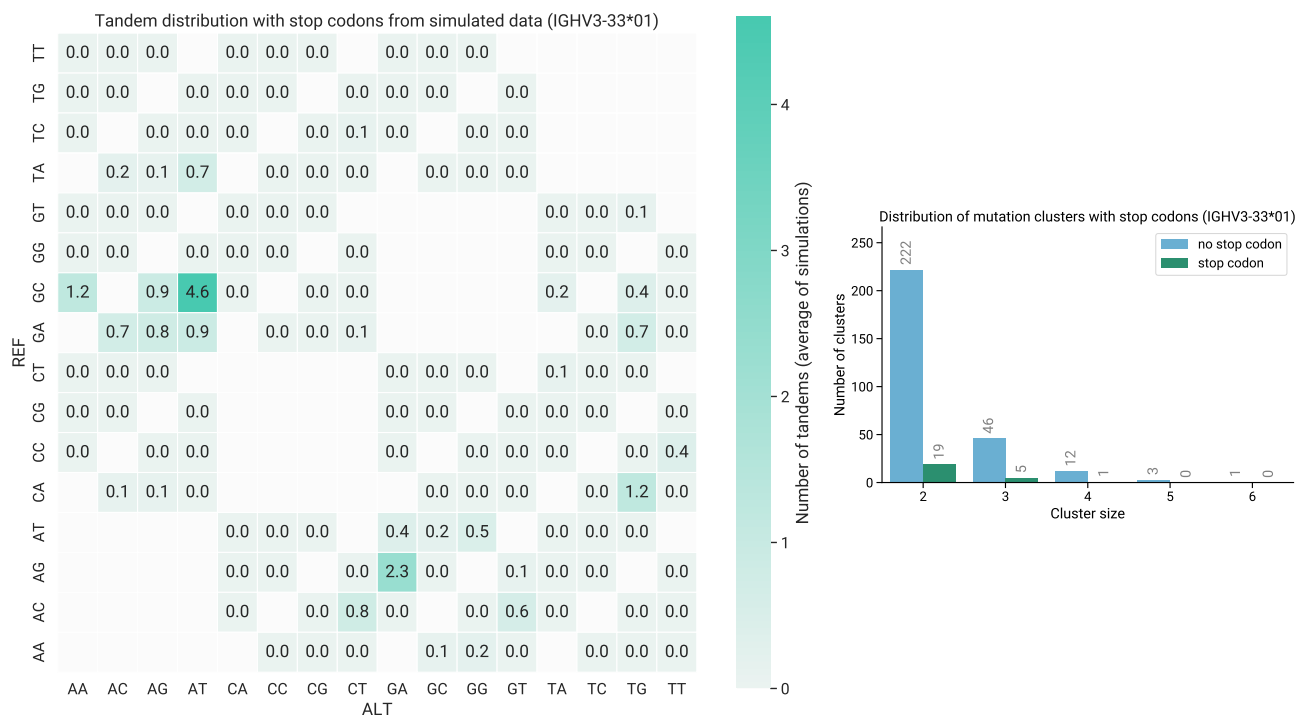 Tandem distribution with stop codons from simulated data (IGHV3-33*01)
TT 0.0 0.0 0.0 0.0 0.0 0.0 0.0 0.0 0.0
TG 0.0 0.0 0.0 0.0 0.0 0.0 0.0 0.0 0.0
TC 0.0 0.0 0.0 0.0 0.0 0.1 0.0 0.0 0.0
TA 0.2 0.1 0.7 0.0 0.0 0.0 0.0 0.0 0.0
GT 0.0 0.0 0.0 0.0 0.0 0.0 0.0 0.0 0.1
GG 0.0 0.0 0.0 0.0 0.0 0.0 0.0 0.0 0.0
GC 1.2 0.9 4.6 0.0 0.0 0.0 0.2 0.4 0.0
GA 0.7 0.8 0.9 0.0 0.0 0.1 0.0 0.7 0.0
CT 0.0 0.0 0.0 0.0 0.0 0.0 0.1 0.0 0.0
CG 0.0 0.0 0.0 0.0 0.0 0.0 0.0 0.0 0.0
CC 0.0 0.0 0.0 0.0 0.0 0.0 0.0 0.0 0.4
CA 0.1 0.1 0.0 0.0 0.0 0.0 0.0 1.2 0.0
AT 0.0 0.0 0.0 0.4 0.2 0.5 0.0 0.0 0.0
AG 0.0 0.0 0.0 2.3 0.0 0.1 0.0 0.0 0.0
AC 0.0 0.0 0.8 0.0 0.0 0.6 0.0 0.0 0.0
AA 0.0 0.0 0.0 0.1 0.2 0.0 0.0 0.0 0.0
AA AC AG AT CA CC CG CT GA GC GG GT TA TC TG TT
ALT
REF
4
3
2
1
0
Number of tandems (average of simulations)
Distribution of mutation clusters with stop codons (IGHV3-33*01)
no stop codon
stop codon
250
200
150
100
50
0
Number of clusters
222 19 46 5 12 1 3 0 1 0
2 3 4 5 6
Cluster size